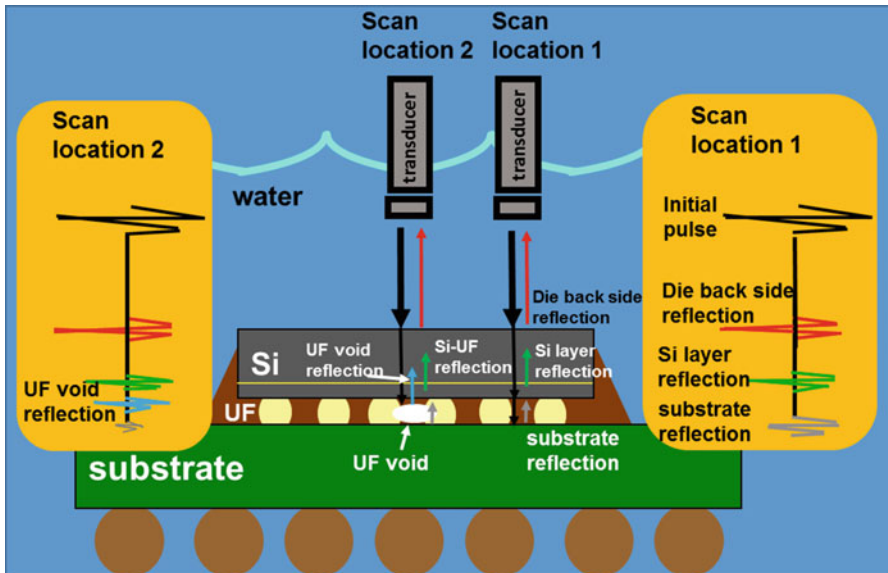 Scan
location 2
Scan
location 1
transducer
transducer
Scan
location 2
UF void
reflection
water
Scan
location 1
Initial
pulse
Die back side
reflection
Si layer
reflection
substrate
reflection
Die back side
reflection
Si
UF void
reflection
Si-UF
reflection
Si layer
reflection
UF
substrate
UF void
substrate
reflection